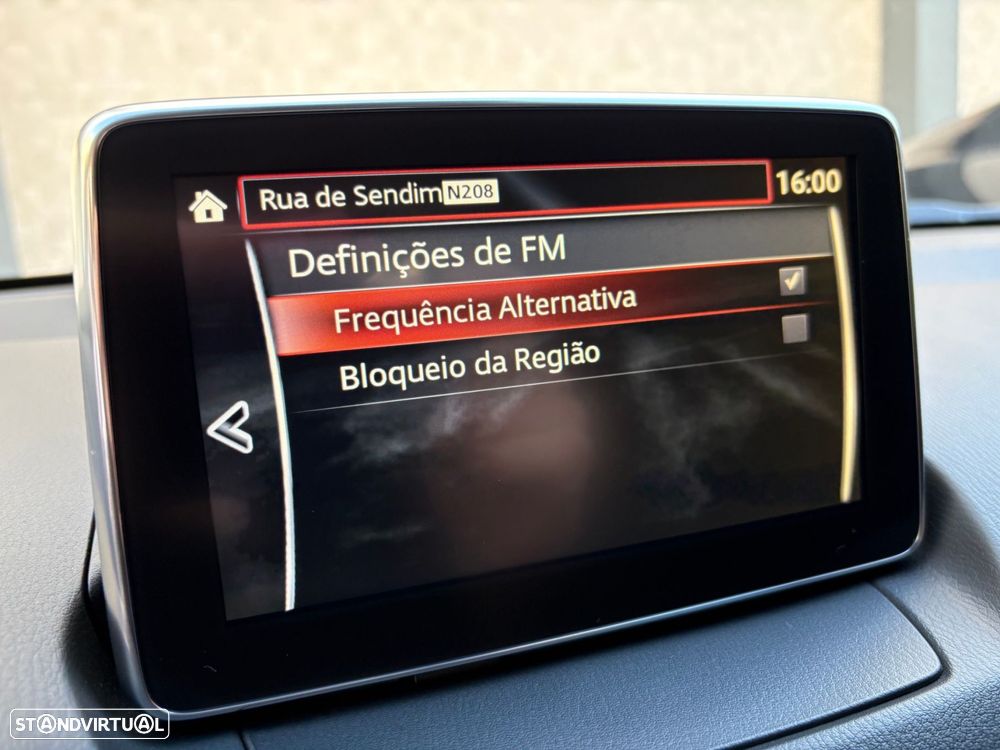 Rua de Sendim N208
16:00
Definições de FM
Frequência Alternativa
Bloqueio da Região
STANDVIRTUAL